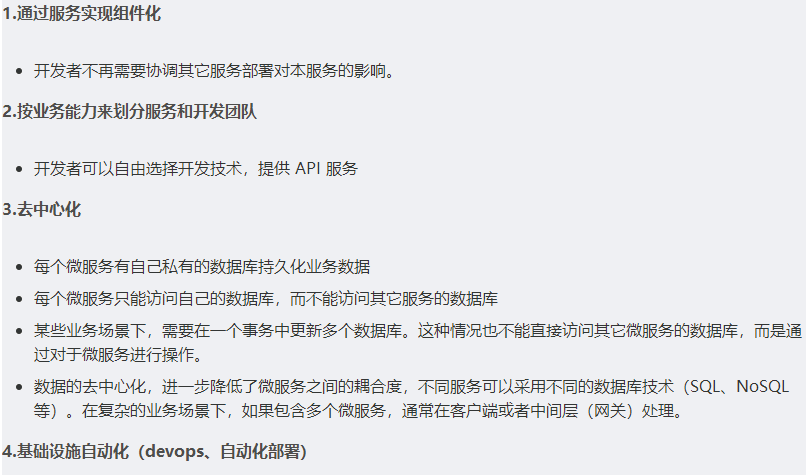 1.通过服务实现组件化
开发者不再需要协调其它服务部署对本服务的影响。
2.按业务能力来划分服务和开发团队
开发者可以自由选择开发技术，提供 API 服务
3.去中心化
每个微服务有自己私有的数据库持久化业务数据
每个微服务只能访问自己的数据库，而不能访问其它服务的数据库
某些业务场景下，需要在一个事务中更新多个数据库。这种情况也不能直接访问其它微服务的数据库，而是通
过对于微服务进行操作。
数据的去中心化，进一步降低了微服务之间的耦合度，不同服务可以采用不同的数据库技术（SQL、NoSQL
等）。在复杂的业务场景下，如果包含多个微服务，通常在客户端或者中间层（网关）处理。
4.基础设施自动化（devops、自动化部署）